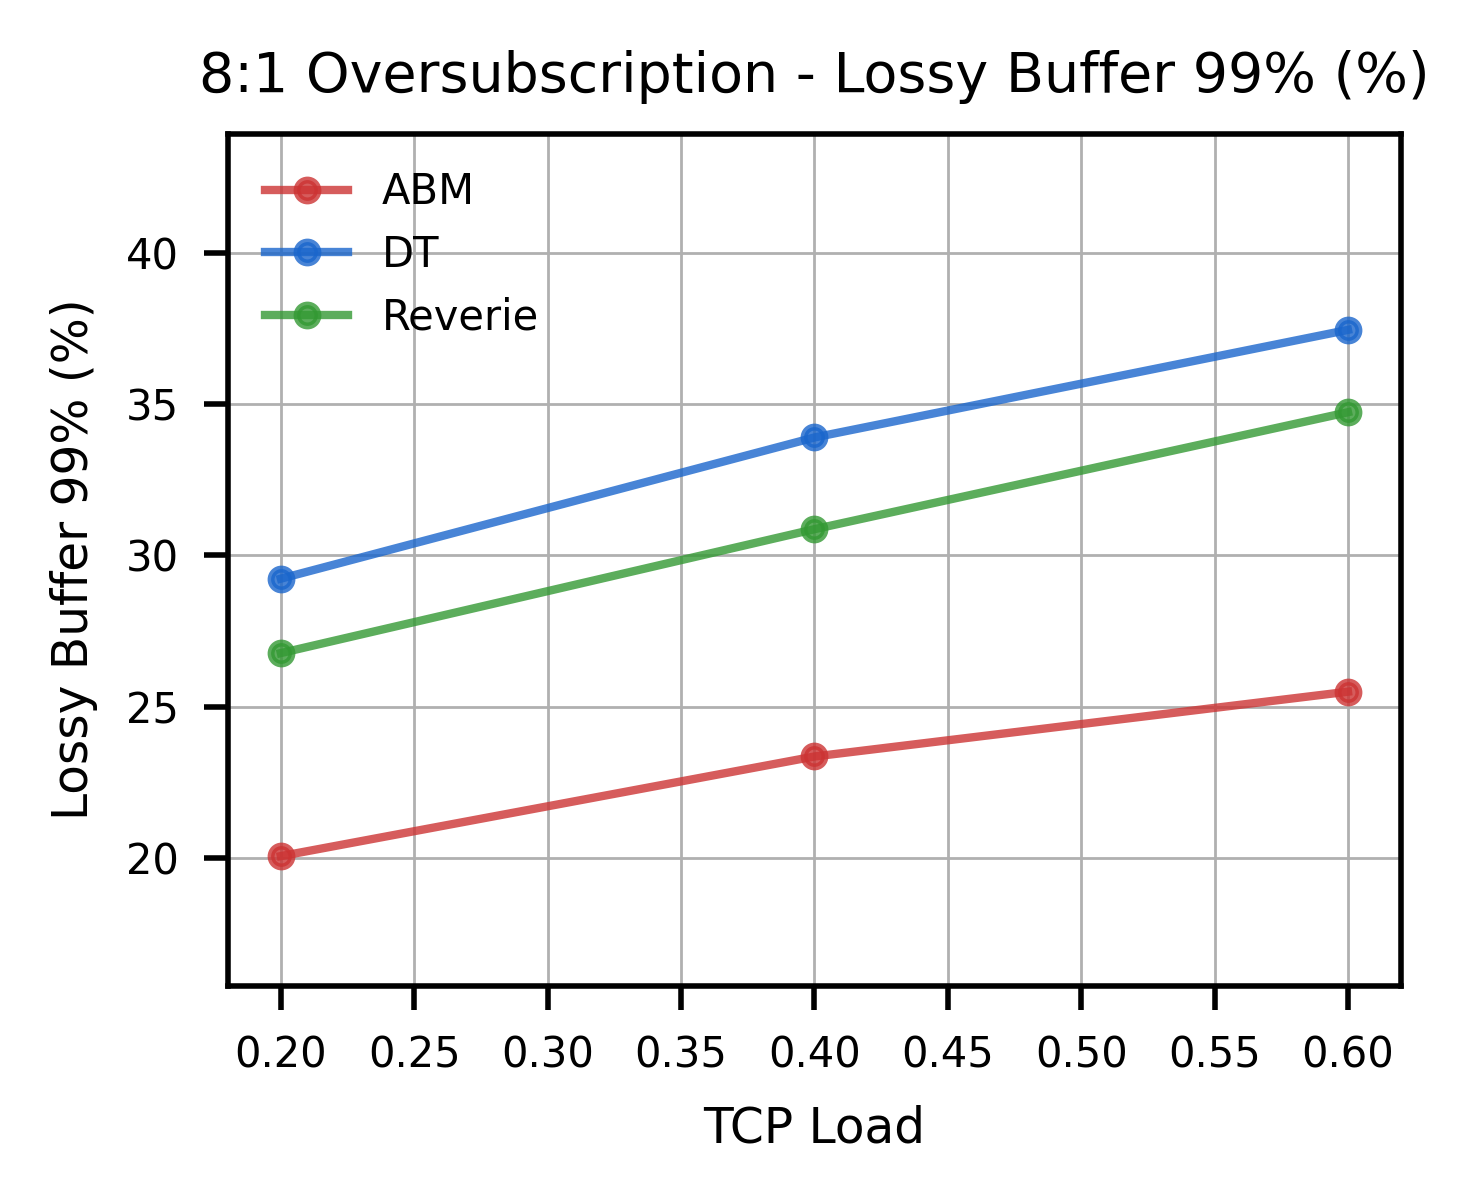 8:1 Oversubscription - Lossy Buffer 99% (%)
ABM
DT
Reverie
Lossy Buffer 99% (%)
40
35
30
25
20
0.20 0.25 0.30 0.35 0.40 0.45 0.50 0.55 0.60
TCP Load